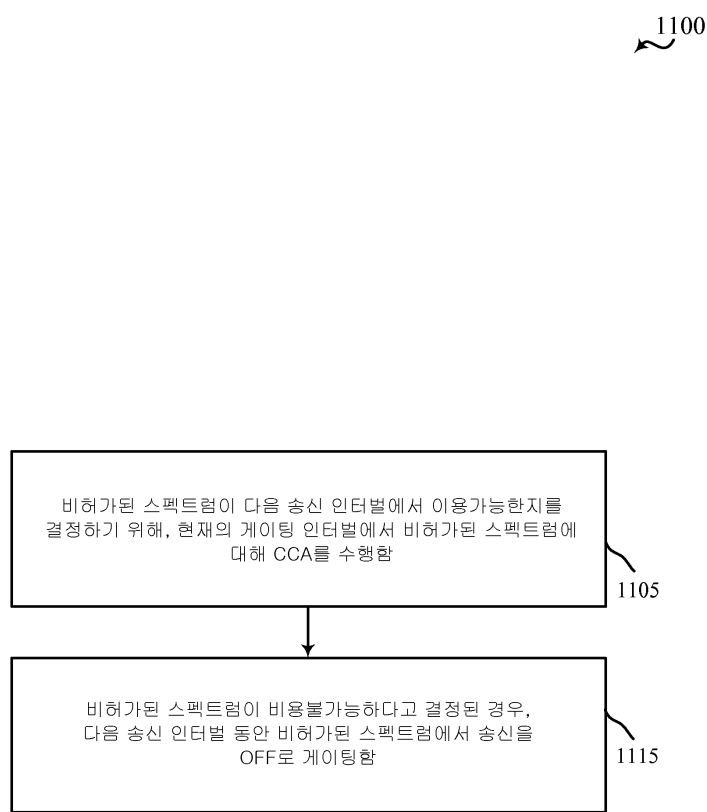 1100
비허가된 스펙트럼이 다음 송신 인터벌에서 이용가능한지를
결정하기 위해, 현재의 게이팅 인터벌에서 비허가된 스펙트럼에
대해 CCA를 수행함
1105
비허가된 스펙트럼이 비용불가능하다고 결정된 경우,
다음 송신 인터벌 동안 비허가된 스펙트럼에서 송신을
OFF로 게이팅함
1115